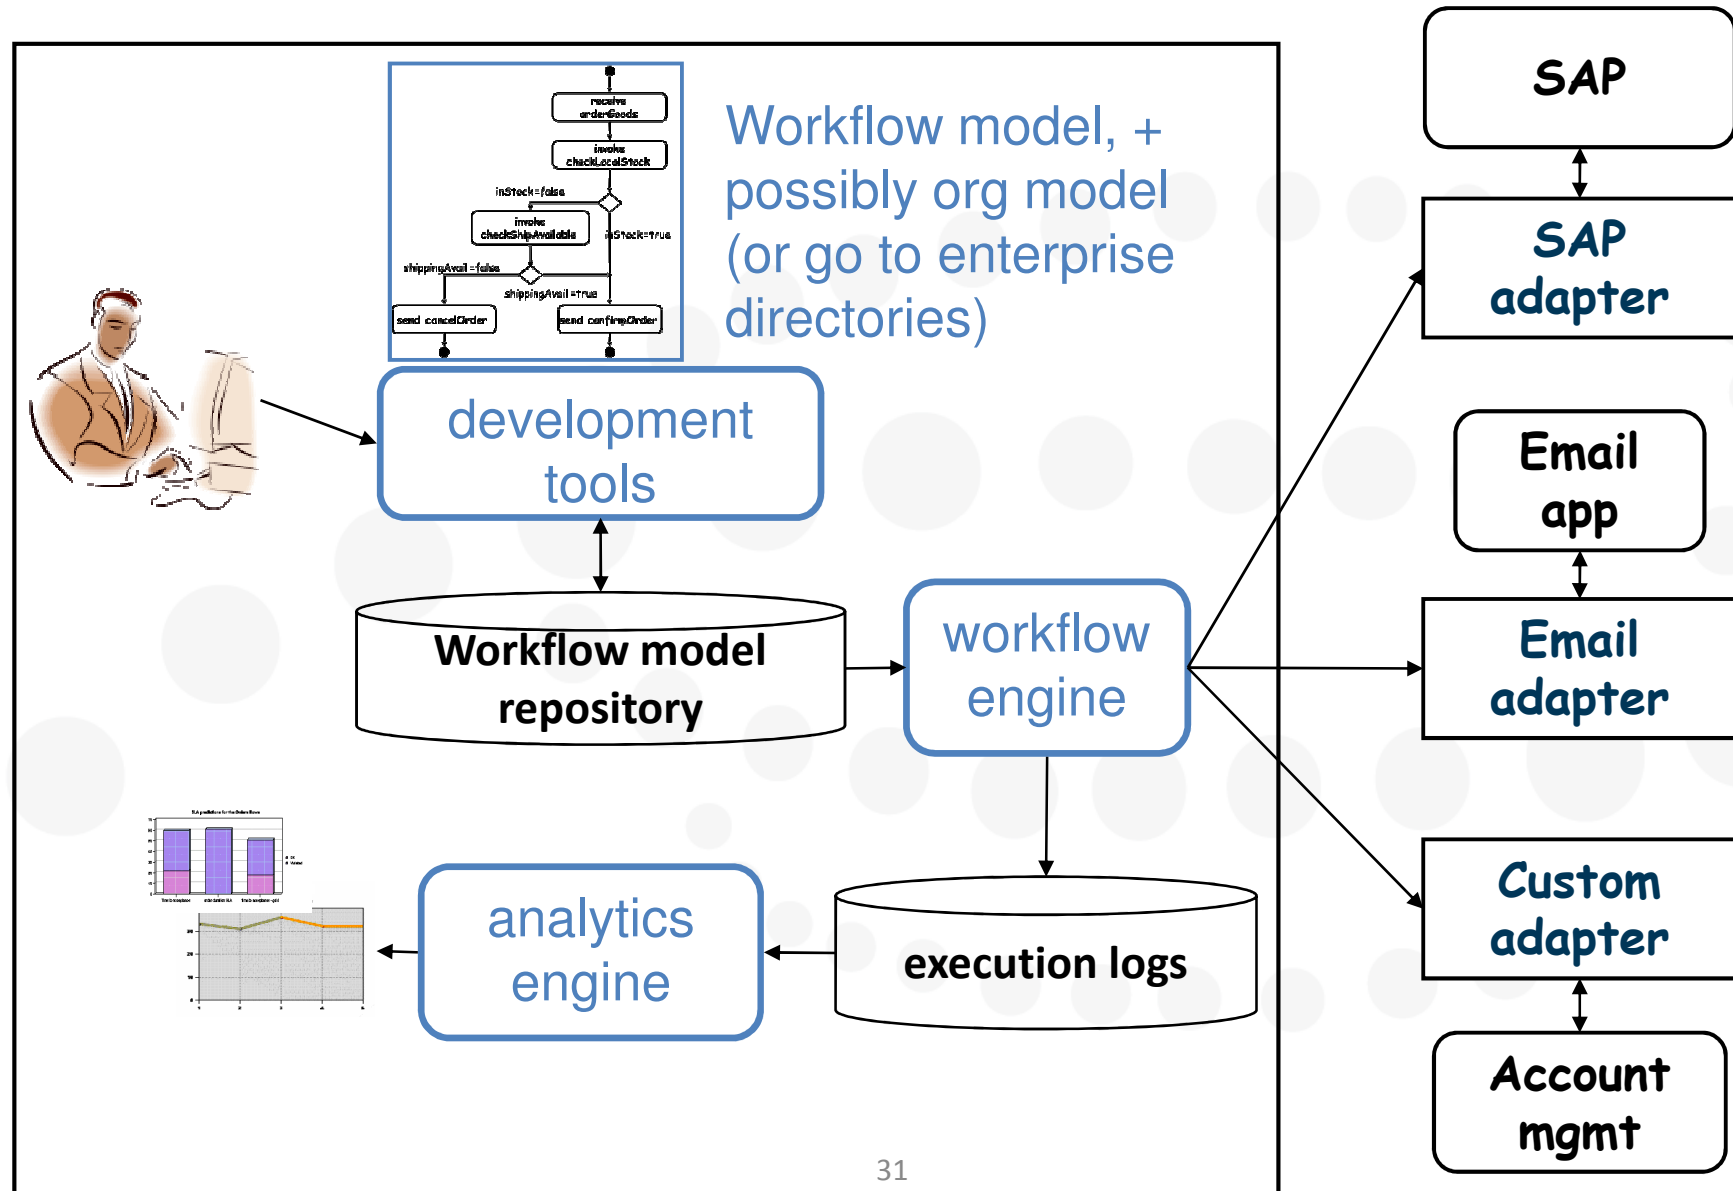 receive
orderGoods
invoke
checkLocalStock
inStock=false
invoke
checkShipAvailable
inStock=true
shippingAvail=false
shippingAvail=true
send cancelOrder
send confirmOrder
Workflow model, +
possibly org model
(or go to enterprise
directories)
development
tools
Workflow model
repository
workflow
engine
analytics
engine
execution logs
SAP
SAP
adapter
Email
app
Email
adapter
Custom
adapter
Account
mgmt
31